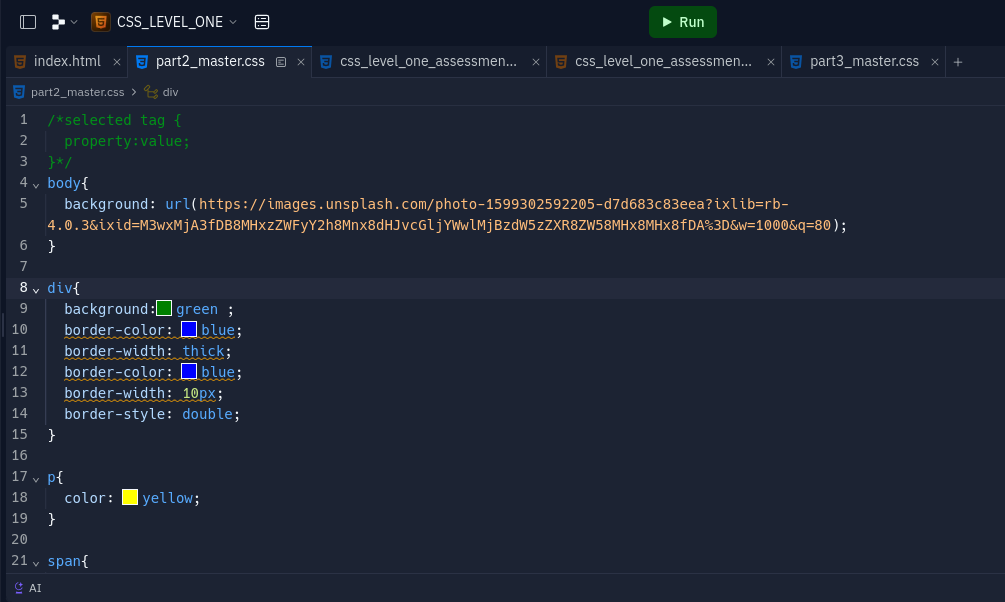 CSS_LEVEL_ONE
Run
index.html
part2_master.css
css_level_one_assessmen...
css_level_one_assessmen...
part3_master.css
part2_master.css > div
1 /*selected tag {
2 property:value;
3 }*/
4 body{
5 background: url(https://images.unsplash.com/photo-1599302592205-d7d683c83eea?ixlib=rb-
4.0.3&ixid=M3wxMjA3fDB8MHxzZWFyY2h8Mnx8dHJvcGljYWwlMjBzdW5zZXR8ZW58MHx8MHx8fDA%3D&w=1000&q=80);
6 }
7
8 div{
9 background: green ;
10 border-color: blue;
11 border-width: thick;
12 border-color: blue;
13 border-width: 10px;
14 border-style: double;
15 }
16
17 p{
18 color: yellow;
19 }
20
21 span{
AI